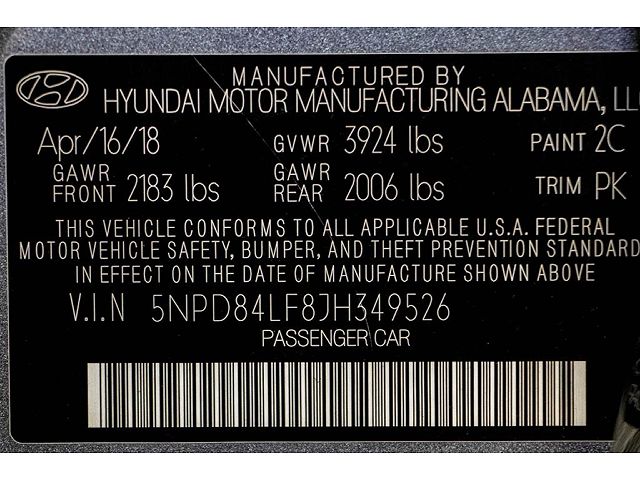 MANUFACTURED BY
HYUNDAI MOTOR MANUFACTURING ALABAMA, LLC
Apr/16/18 GVWR 3924 lbs PAINT 2C
GAWR FRONT 2183 lbs GAWR REAR 2006 lbs TRIM PK
THIS VEHICLE CONFORMS TO ALL APPLICABLE U.S.A. FEDERAL
MOTOR VEHICLE SAFETY, BUMPER, AND THEFT PREVENTION STANDARD
IN EFFECT ON THE DATE OF MANUFACTURE SHOWN ABOVE
V.I.N 5NPD84LF8JH349526
PASSENGER CAR